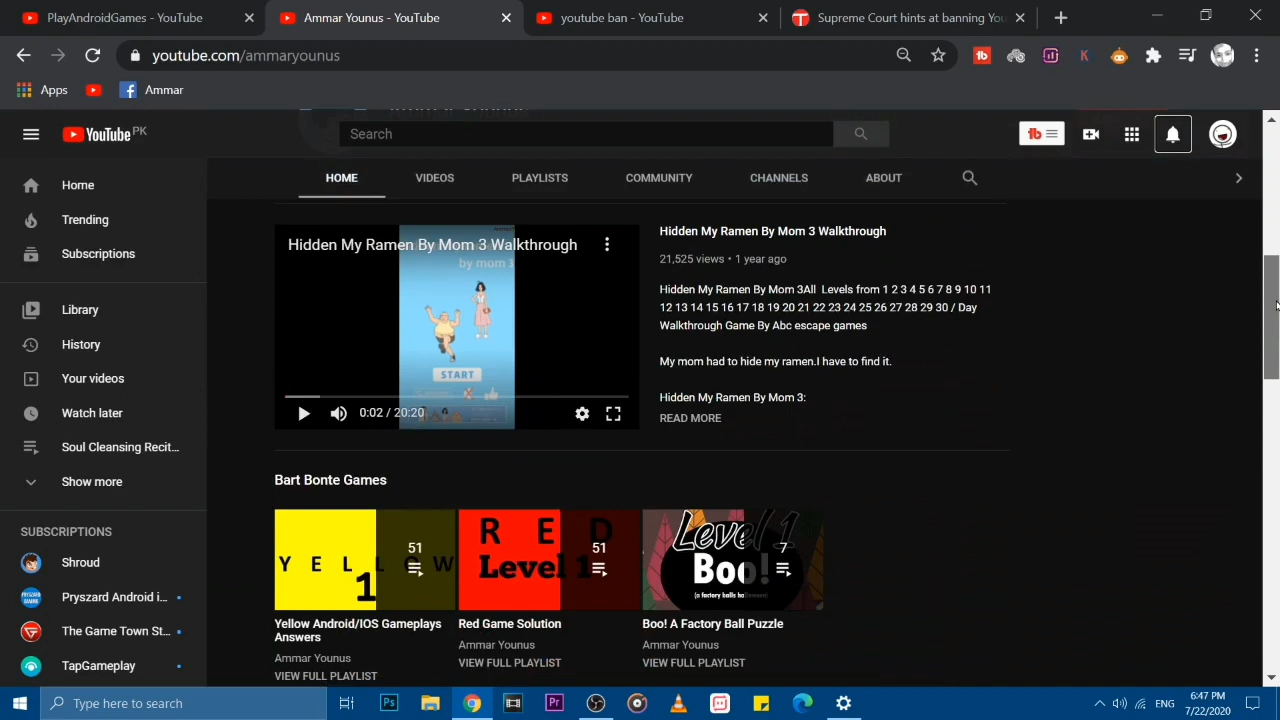 PlayAndroidGames - YouTube
Ammar Younus - YouTube
youtube ban - YouTube
Supreme Court hints at banning You
youtube.com/ammaryounus
Apps
Ammar
YouTube PK
Search
HOME
VIDEOS
PLAYLISTS
COMMUNITY
CHANNELS
ABOUT
Home
Trending
Subscriptions
Library
History
Your videos
Watch later
Soul Cleansing Recit...
Show more
SUBSCRIPTIONS
Shroud
Pryszard Android i...
The Game Town St...
TapGameplay
Hidden My Ramen By Mom 3 Walkthrough
by mom 3
START
0:02 / 20:20
Hidden My Ramen By Mom 3 Walkthrough
21,525 views • 1 year ago
Hidden My Ramen By Mom 3All Levels from 1 2 3 4 5 6 7 8 9 10 11
12 13 14 15 16 17 18 19 20 21 22 23 24 25 26 27 28 29 30 / Day
Walkthrough Game By Abc escape games
My mom had to hide my ramen.I have to find it.
Hidden My Ramen By Mom 3:
READ MORE
Bart Bonte Games
YELLOW
1
51
RED
Level 1
51
Level 1
Boo!
(a factory balls halloween)
7
Yellow Android/IOS Gameplays
Answers
Ammar Younus
VIEW FULL PLAYLIST
Red Game Solution
Ammar Younus
VIEW FULL PLAYLIST
Boo! A Factory Ball Puzzle
Ammar Younus
VIEW FULL PLAYLIST
Type here to search
ENG
6:47 PM
7/22/2020